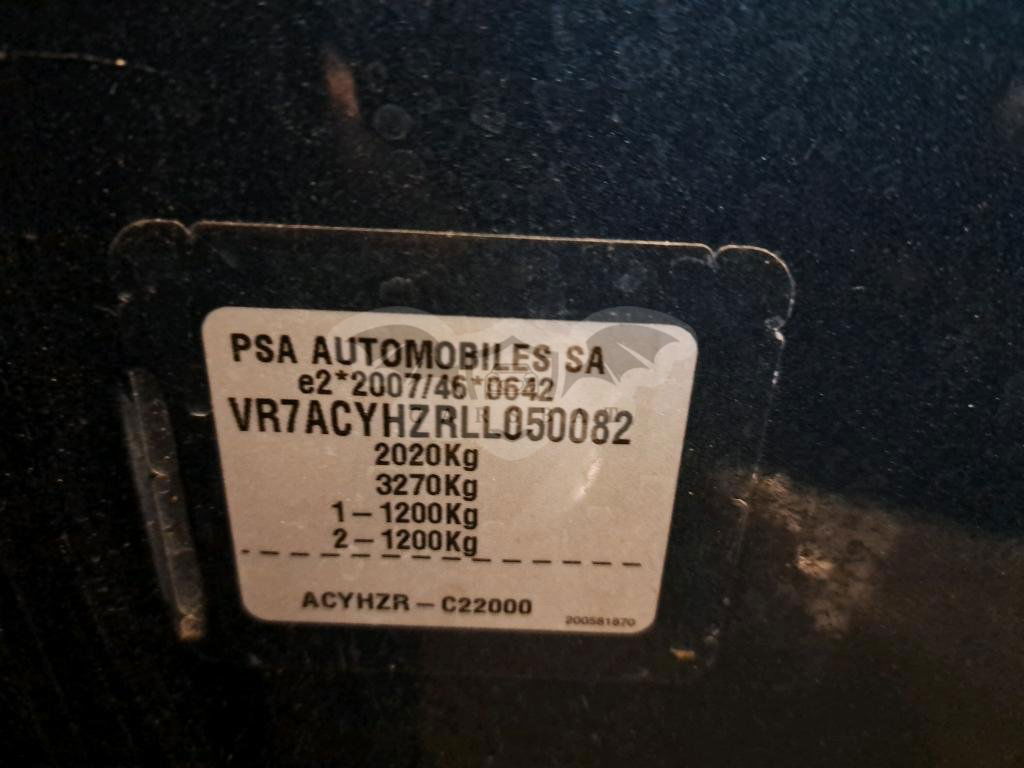 PSA AUTOMOBILES SA
e2*2007/46*0642
VR7ACYHZRLL050082
2020Kg
3270Kg
1-1200Kg
2-1200Kg
ACYHZR-C22000
200581870